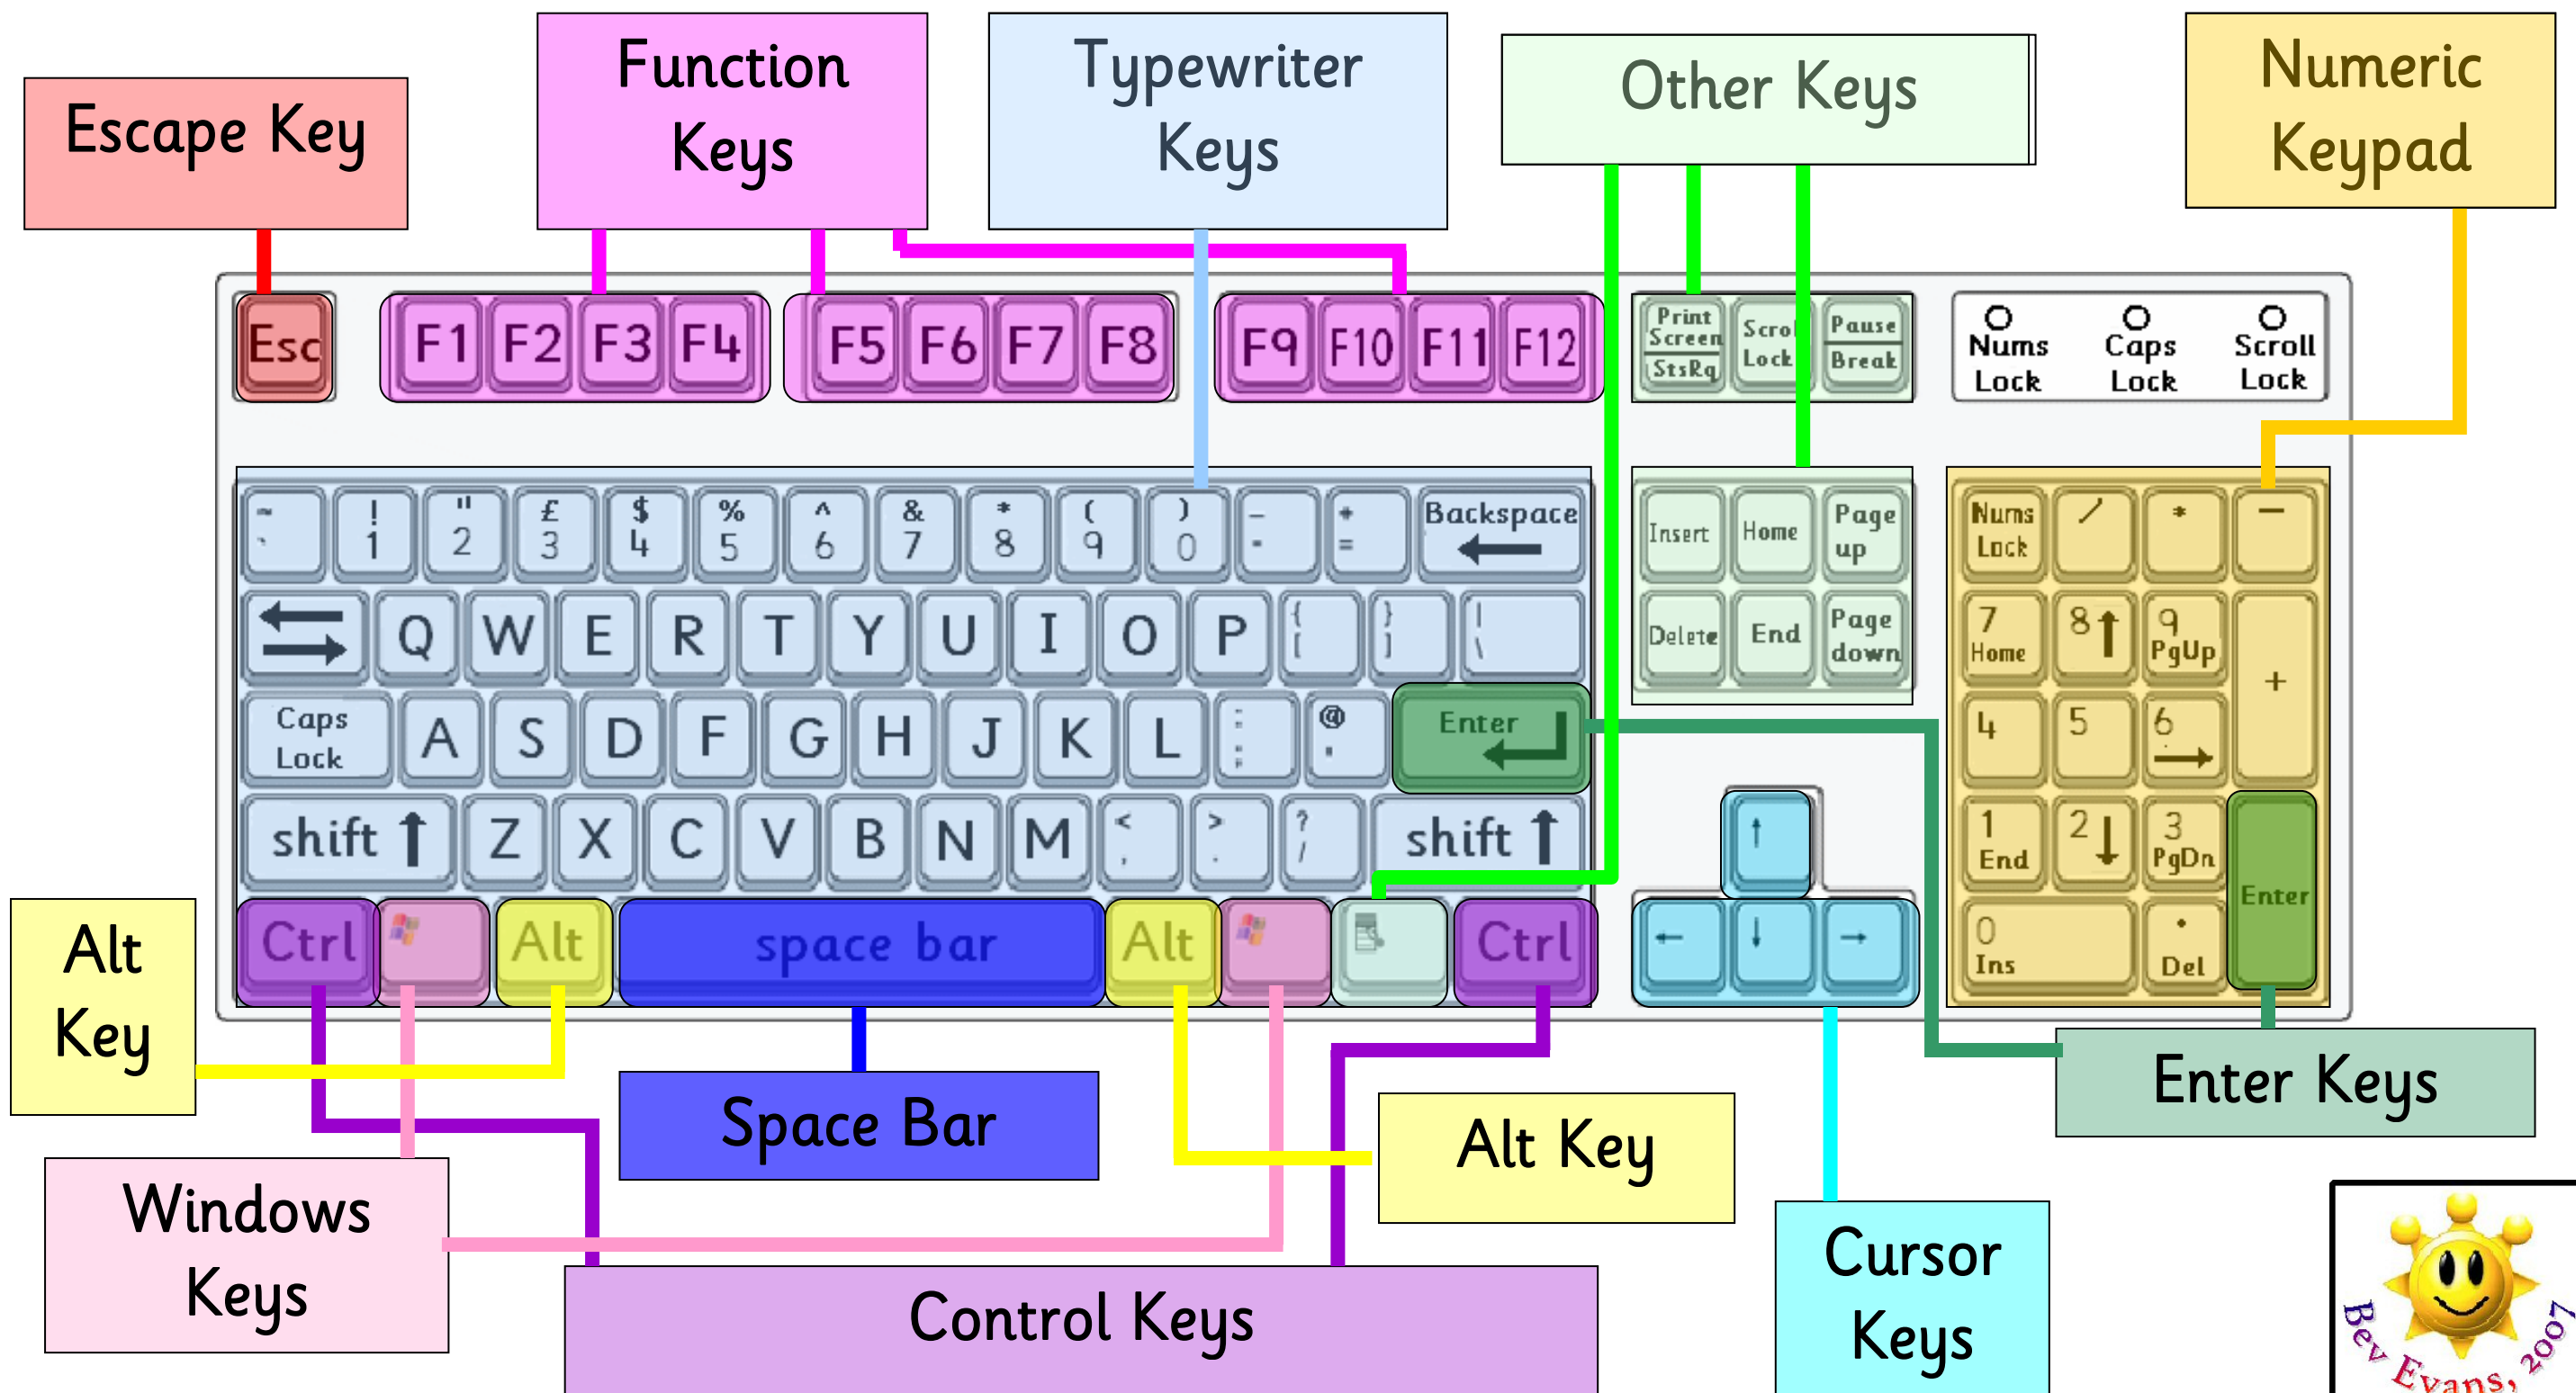 Escape Key
Function
Keys
Typewriter
Keys
Other Keys
Numeric
Keypad
Esc F1 F2 F3 F4 F5 F6 F7 F8 F9 F10 F11 F12
Print
Screen
StsRq
Scrol
Lock
Pause
Break
Nums
Lock
Caps
Lock
Scroll
Lock
~ ! " £ $ % ^ & * ( ) _ +
` 1 2 3 4 5 6 7 8 9 0 - =
Backspace
Q W E R T Y U I O P { } |
[ ] \
Caps
Lock
A S D F G H J K L : @
; '
Enter
shift Z X C V B N M < > ?
, . /
shift
Ctrl Alt space bar Alt Ctrl
Insert Home Page
up
Delete End Page
down
↑
← ↓ →
Nums
Lock
/ * −
7
Home
8↑
9
PgUp
+
4 5 6
→
1
End
2↓
3
PgDn
Enter
0
Ins
.
Del
Alt
Key
Windows
Keys
Space Bar
Control Keys
Alt Key
Cursor
Keys
Enter Keys
Bev Evans, 2007